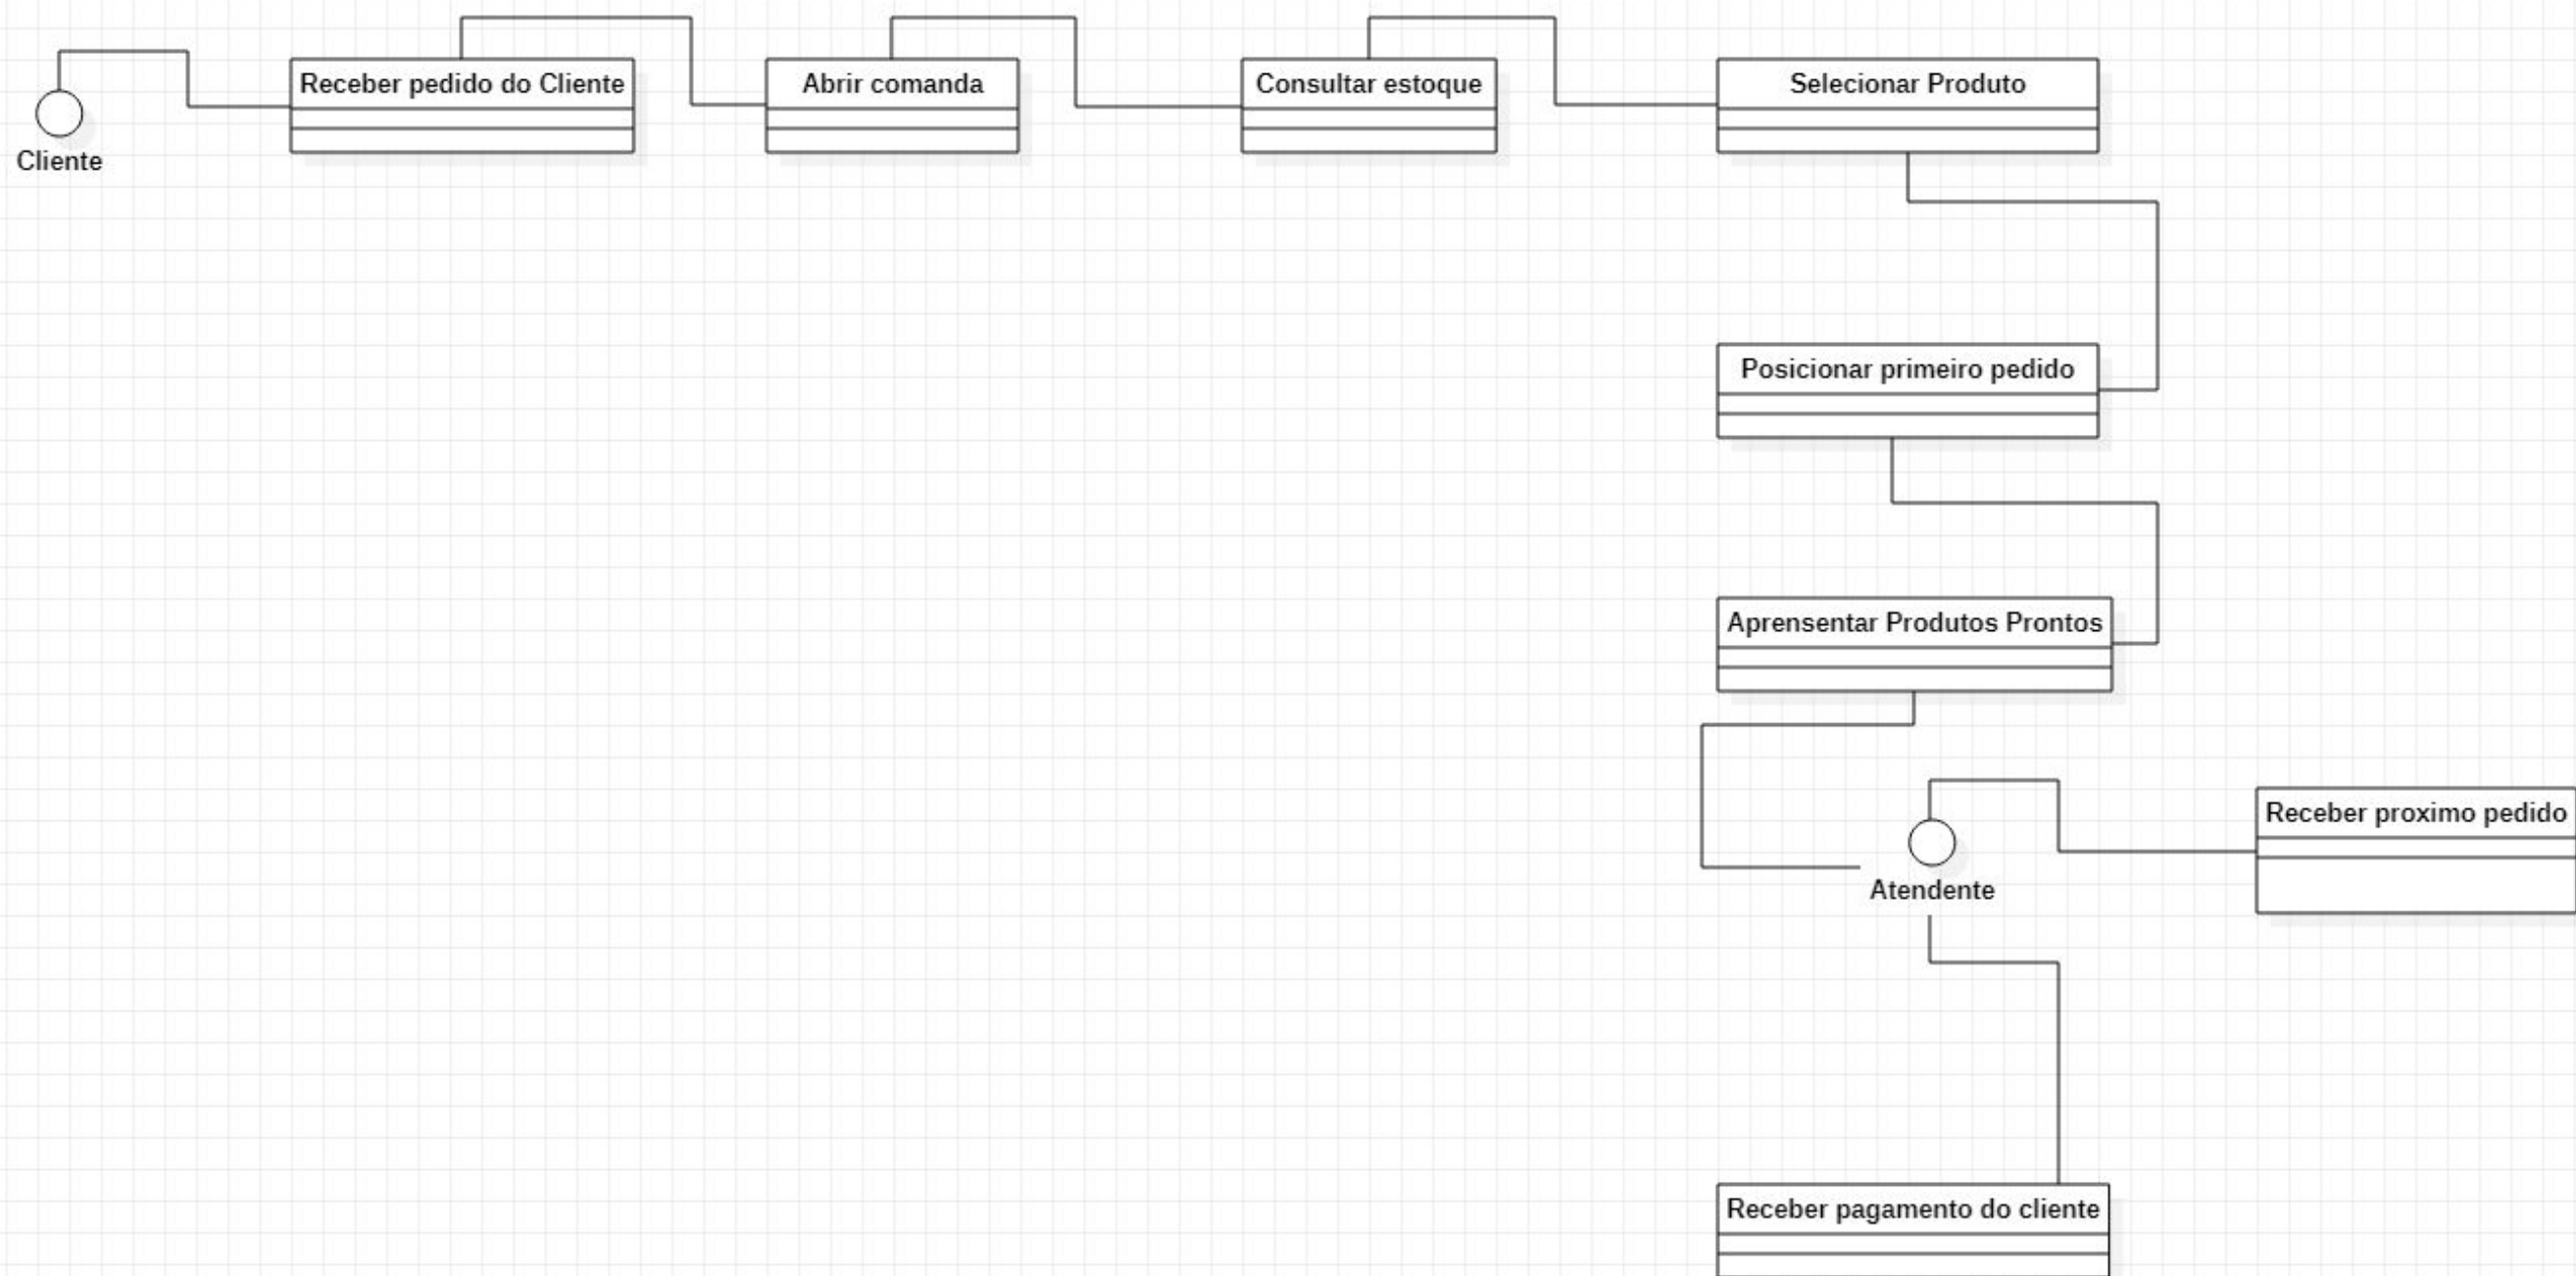 Receber pedido do Cliente
Abrir comanda
Consultar estoque
Selecionar Produto
Cliente
Posicionar primeiro pedido
Aprensentar Produtos Prontos
Receber proximo pedido
Atendente
Receber pagamento do cliente